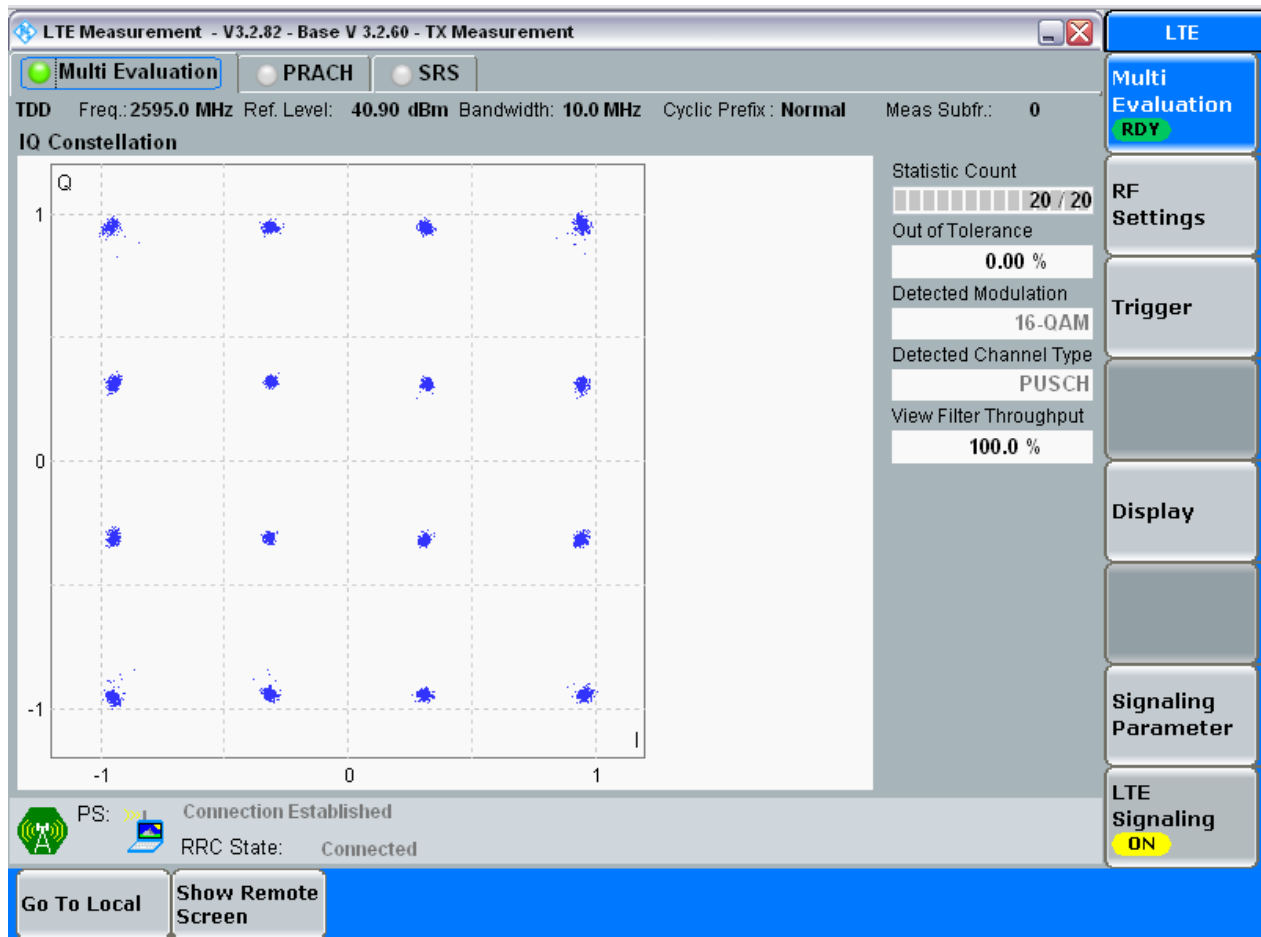 LTE Measurement - V3.2.82 - Base V 3.2.60 - TX Measurement
LTE
Multi Evaluation PRACH SRS
Multi
Evaluation
RDY
TDD Freq.: 2595.0 MHz Ref. Level: 40.90 dBm Bandwidth: 10.0 MHz Cyclic Prefix : Normal Meas Subfr.: 0
IQ Constellation
Q
1
0
-1
I
-1 0 1
Statistic Count
20 / 20
Out of Tolerance
0.00 %
Detected Modulation
16-QAM
Detected Channel Type
PUSCH
View Filter Throughput
100.0 %
RF
Settings
Trigger
Display
Signaling
Parameter
LTE
Signaling
ON
PS: Connection Established
RRC State: Connected
Go To Local
Show Remote
Screen